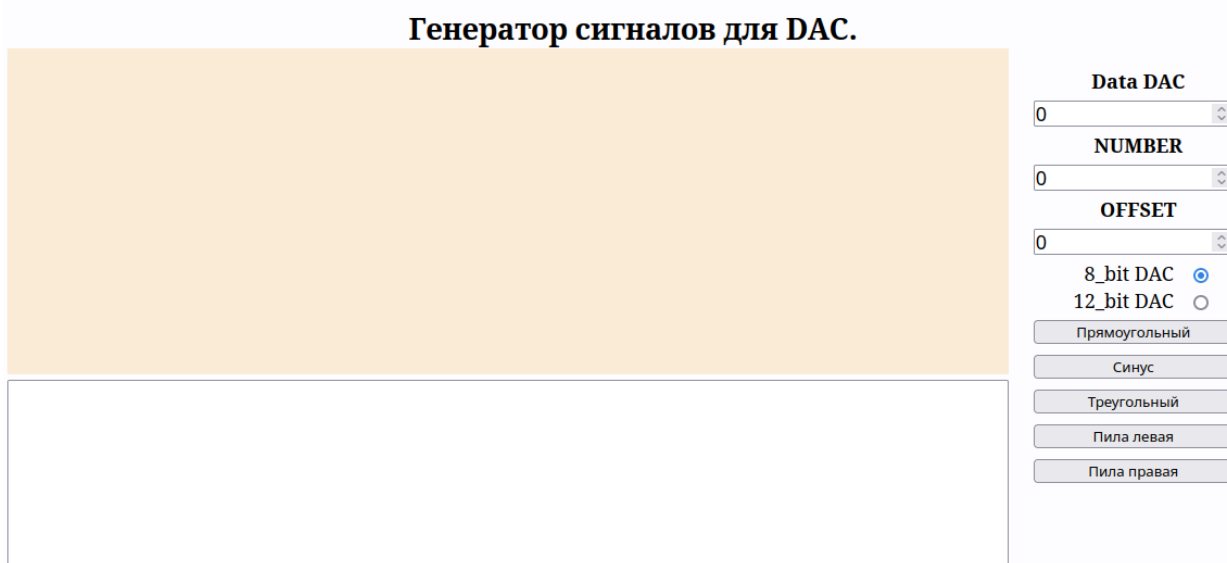 Генератор сигналов для DAC.
Data DAC
0
NUMBER
0
OFFSET
0
8_bit DAC
12_bit DAC
Прямоугольный
Синус
Треугольный
Пила левая
Пила правая